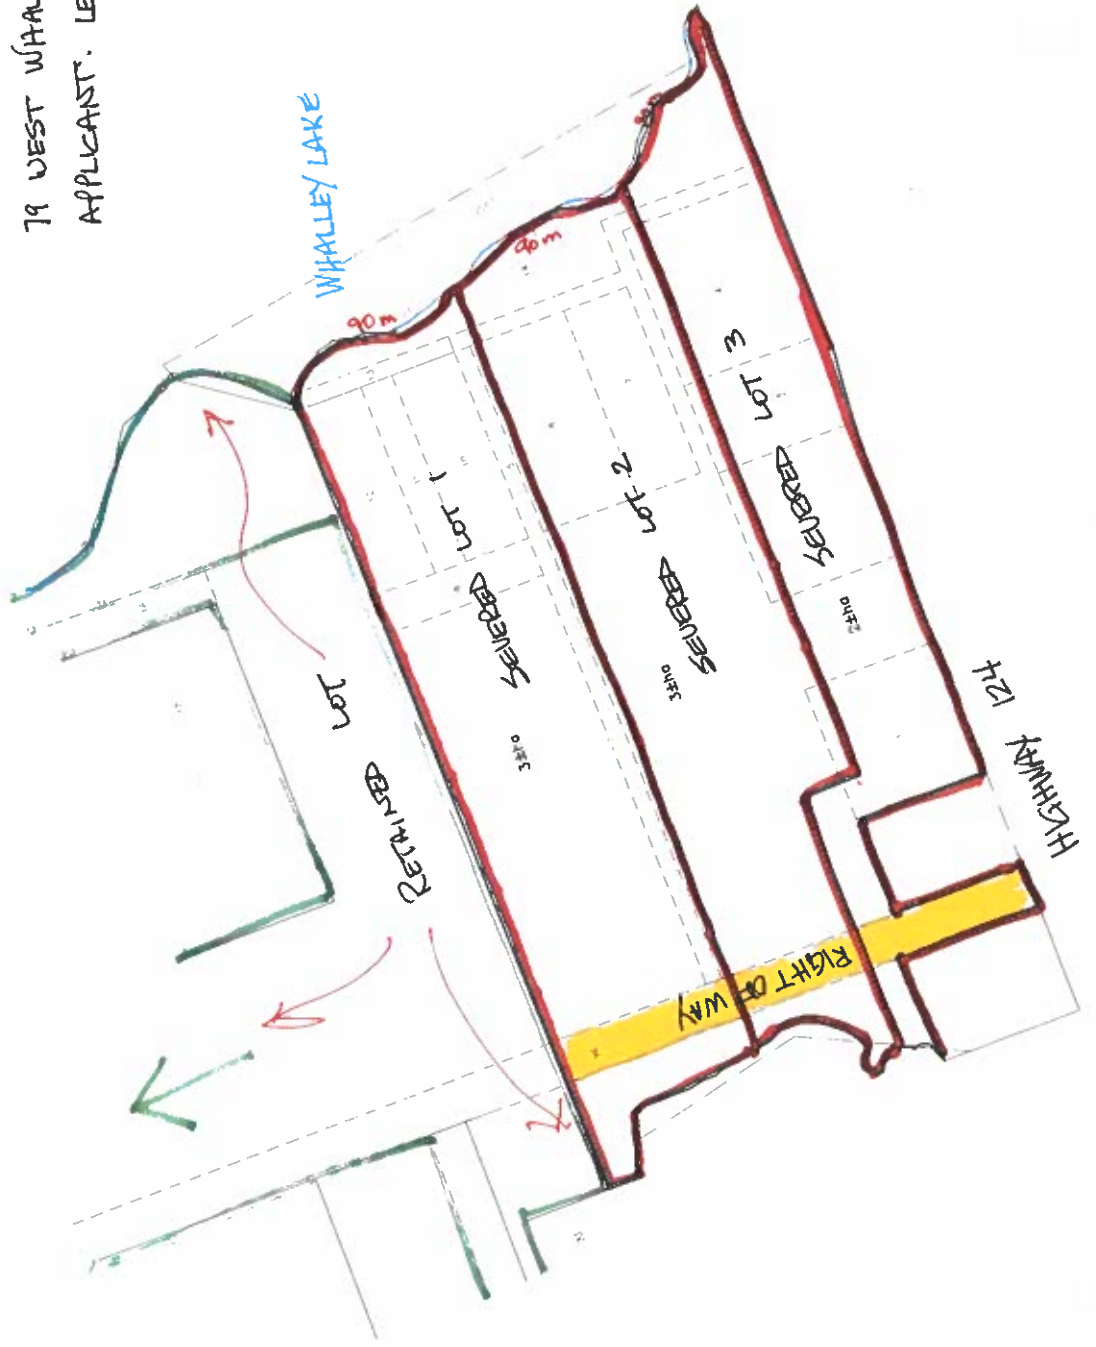 79 WEST WHAL
APPLICANT. LE
WHALLEY LAKE
90m
90m
RETAINED LOT
SEVERED LOT 1
3±ha
SEVERED LOT 2
3±ha
SEVERED LOT 3
2±ha
RIGHT OF WAY
HIGHWAY 124